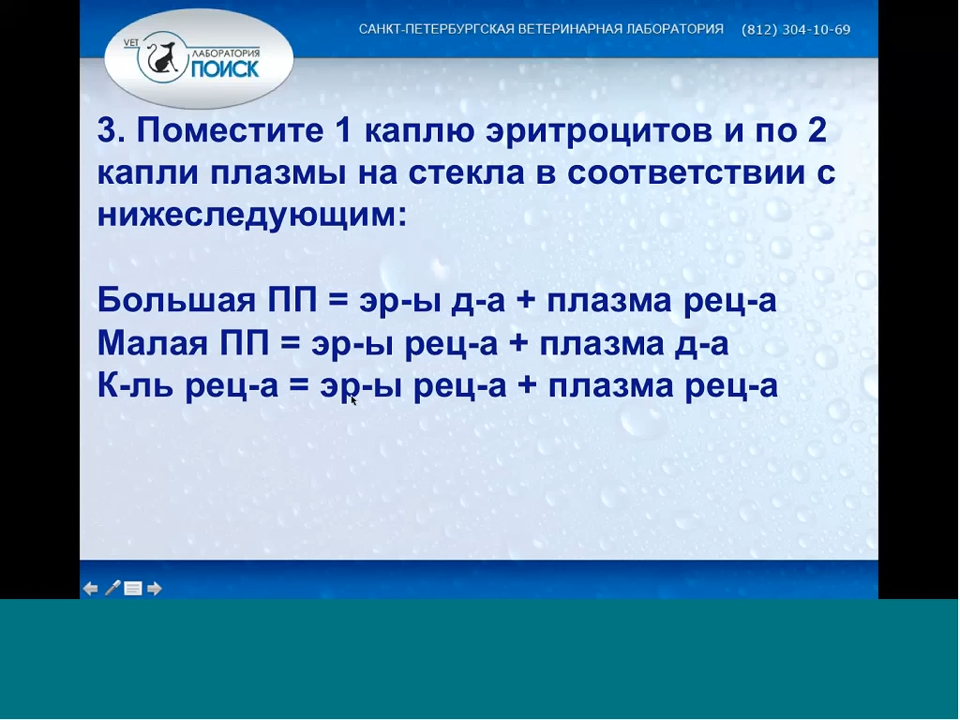 САНКТ-ПЕТЕРБУРГСКАЯ ВЕТЕРИНАРНАЯ ЛАБОРАТОРИЯ (812) 304-10-69
VET
ЛАБОРАТОРИЯ
ПОИСК
3. Поместите 1 каплю эритроцитов и по 2
капли плазмы на стекла в соответствии с
нижеследующим:
Большая ПП = эр-ы д-а + плазма рец-а
Малая ПП = эр-ы рец-а + плазма д-а
К-ль рец-а = эр-ы рец-а + плазма рец-а